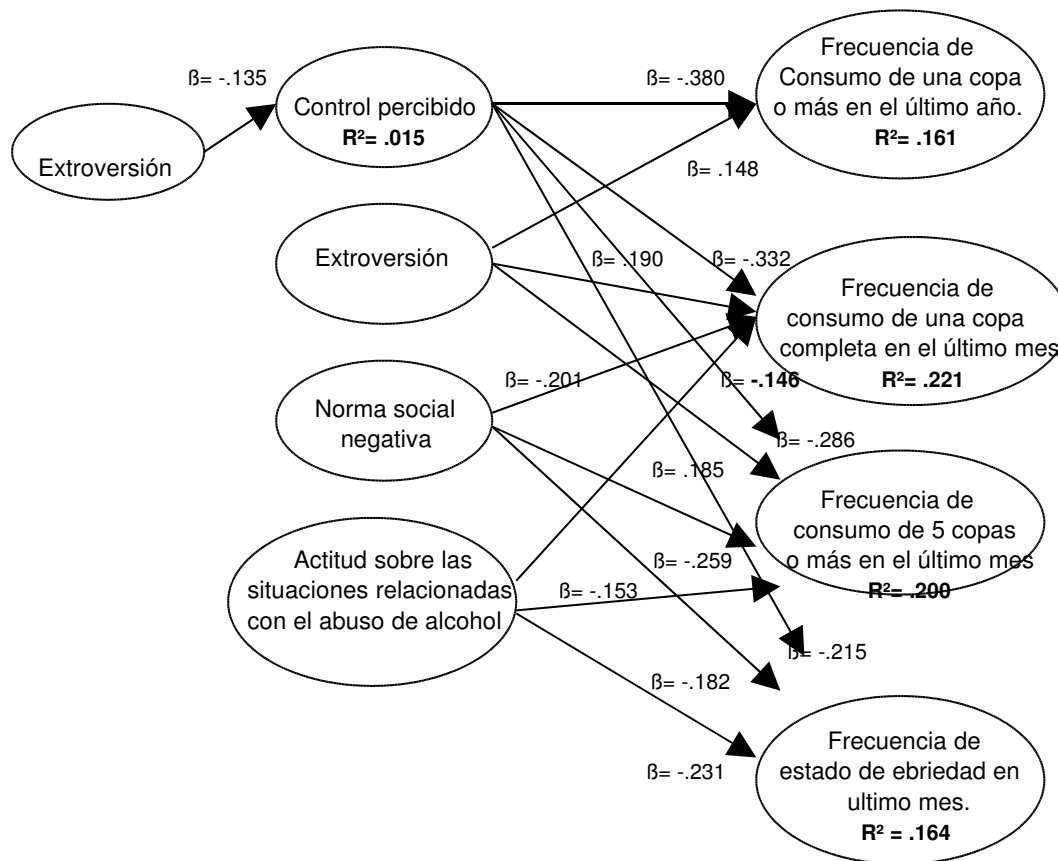 ß= -.135
Extroversión
Control percibido
R²= .015
Extroversión
Norma social
negativa
Actitud sobre las
situaciones relacionadas
con el abuso de alcohol
ß= -.380
ß= .148
ß= .190
ß= -.332
ß= -.201
ß= -.146
ß= -.286
ß= .185
ß= -.259
ß= -.153
ß= -.215
ß= -.182
ß= -.231
Frecuencia de
Consumo de una copa
o más en el último año.
R²= .161
Frecuencia de
consumo de una copa
completa en el último mes
R²= .221
Frecuencia de
consumo de 5 copas
o más en el último mes
R²= .200
Frecuencia de
estado de ebriedad en
ultimo mes.
R² = .164